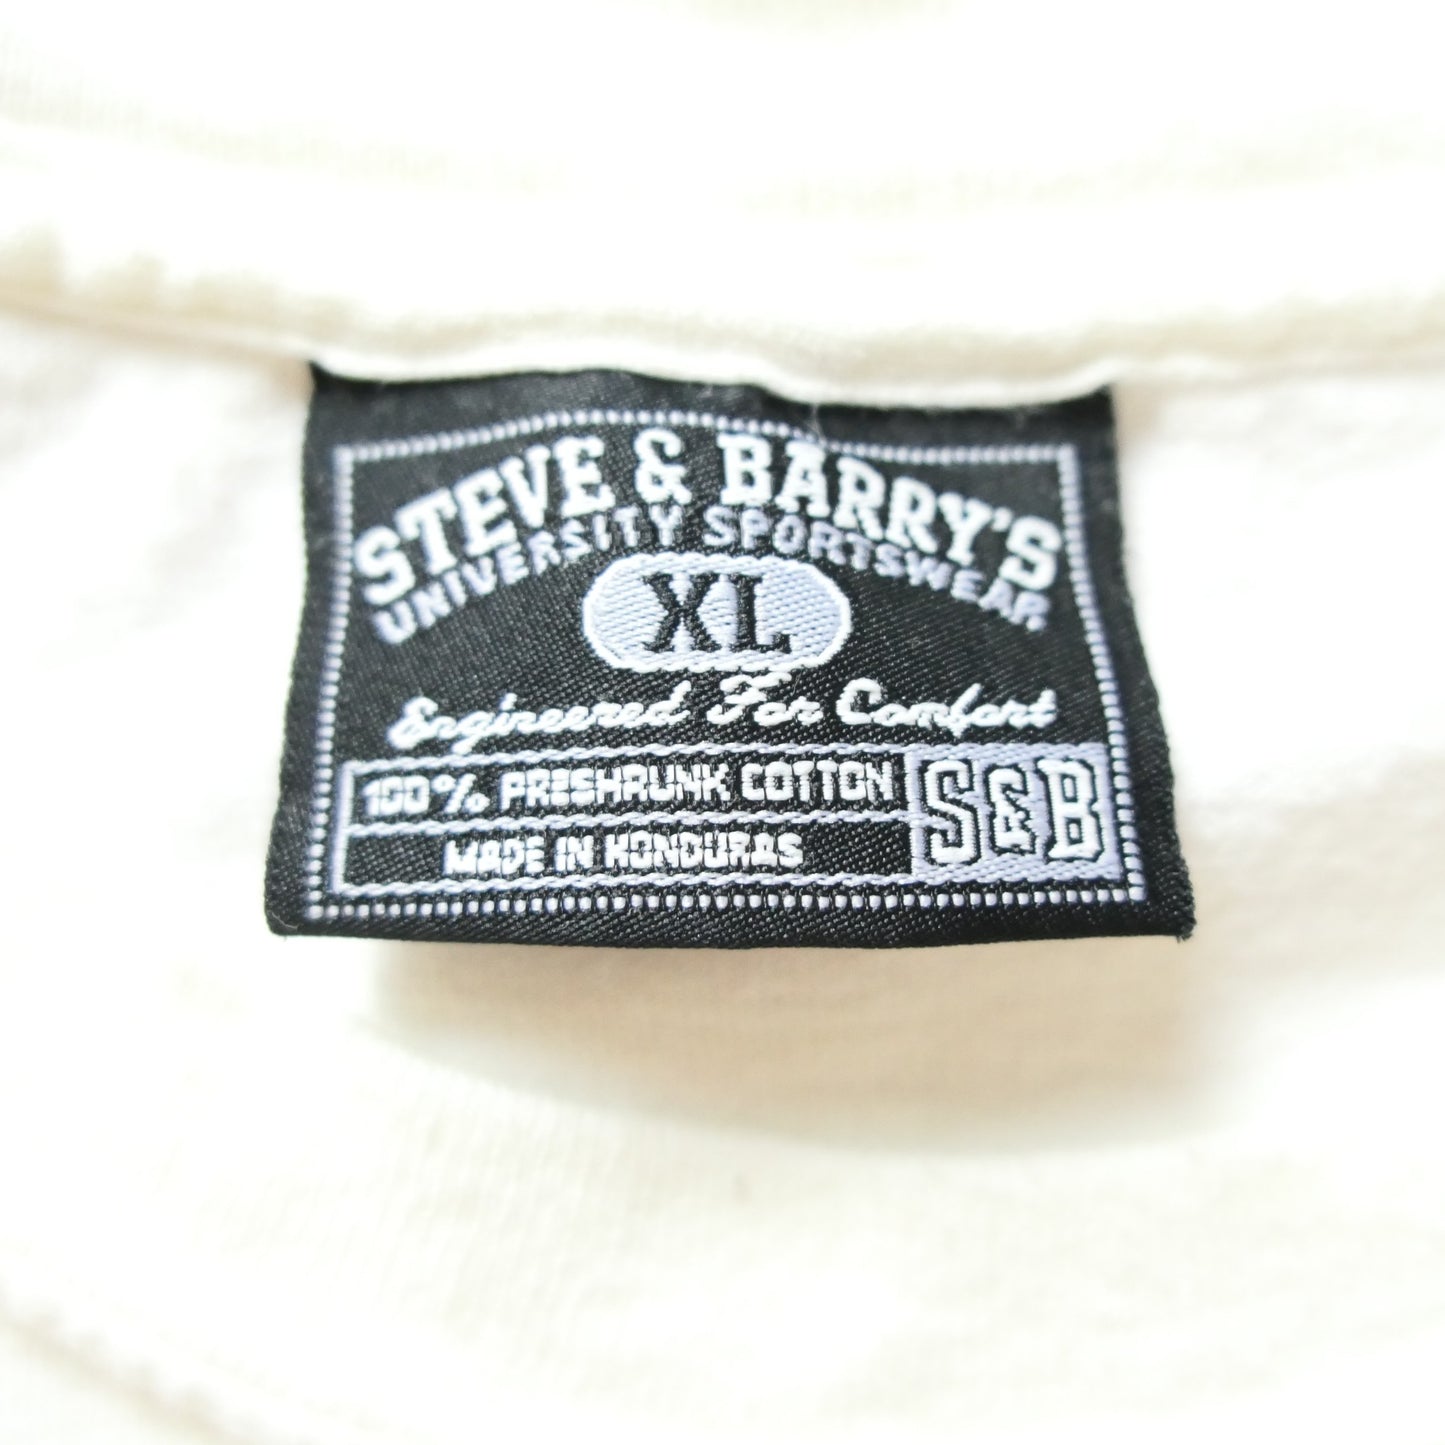 STEVE & BARRY'S
UNIVERSITY SPORTSWEAR
XL
Engineered For Comfort
100% PRESHRUNK COTTON
MADE IN HONDURAS
S&B